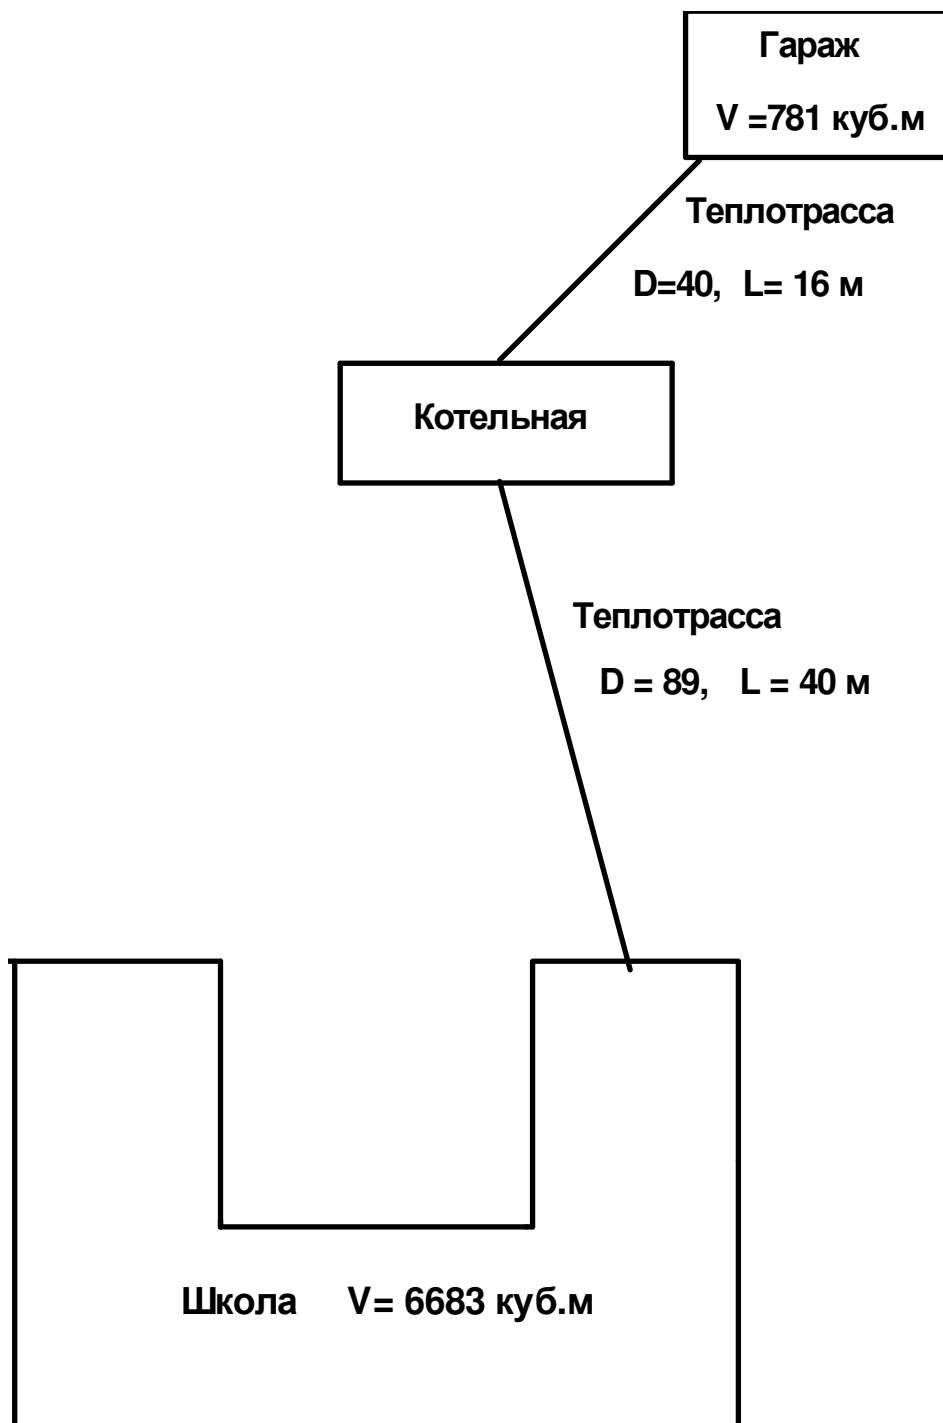 Гараж
V =781 куб.м
Теплотрасса
D=40, L= 16 м
Котельная
Теплотрасса
D = 89, L = 40 м
Школа V= 6683 куб.м